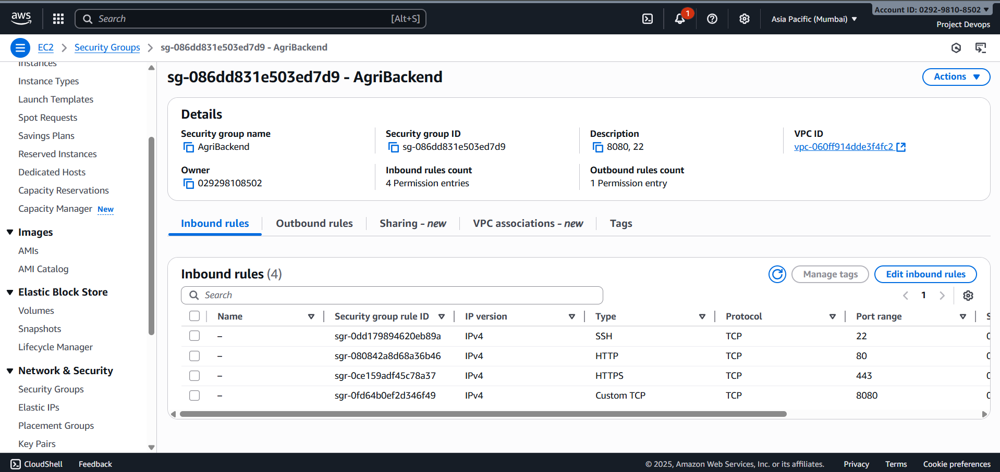 aws
Search [Alt+S]
1
Asia Pacific (Mumbai)
Account ID: 0292-9810-8502
Project Devops
EC2
Security Groups
sg-086dd831e503ed7d9 - AgriBackend
Instances
Instance Types
Launch Templates
Spot Requests
Savings Plans
Reserved Instances
Dedicated Hosts
Capacity Reservations
Capacity Manager New
Images
AMIs
AMI Catalog
Elastic Block Store
Volumes
Snapshots
Lifecycle Manager
Network & Security
Security Groups
Elastic IPs
Placement Groups
Key Pairs
sg-086dd831e503ed7d9 - AgriBackend
Actions
Details
Security group name
AgriBackend
Security group ID
sg-086dd831e503ed7d9
Description
8080, 22
VPC ID
vpc-060ff914dde3f4fc2
Owner
029298108502
Inbound rules count
4 Permission entries
Outbound rules count
1 Permission entry
Inbound rules
Outbound rules
Sharing - new
VPC associations - new
Tags
Inbound rules (4)
Manage tags
Edit inbound rules
Search
1
Name Security group rule ID IP version Type Protocol Port range
– sgr-0dd179894620eb89a IPv4 SSH TCP 22
– sgr-080842a8d68a36b46 IPv4 HTTP TCP 80
– sgr-0ce159adf45c78a37 IPv4 HTTPS TCP 443
– sgr-0fd64b0ef2d346f49 IPv4 Custom TCP TCP 8080
CloudShell
Feedback
© 2025, Amazon Web Services, Inc. or its affiliates.
Privacy
Terms
Cookie preferences